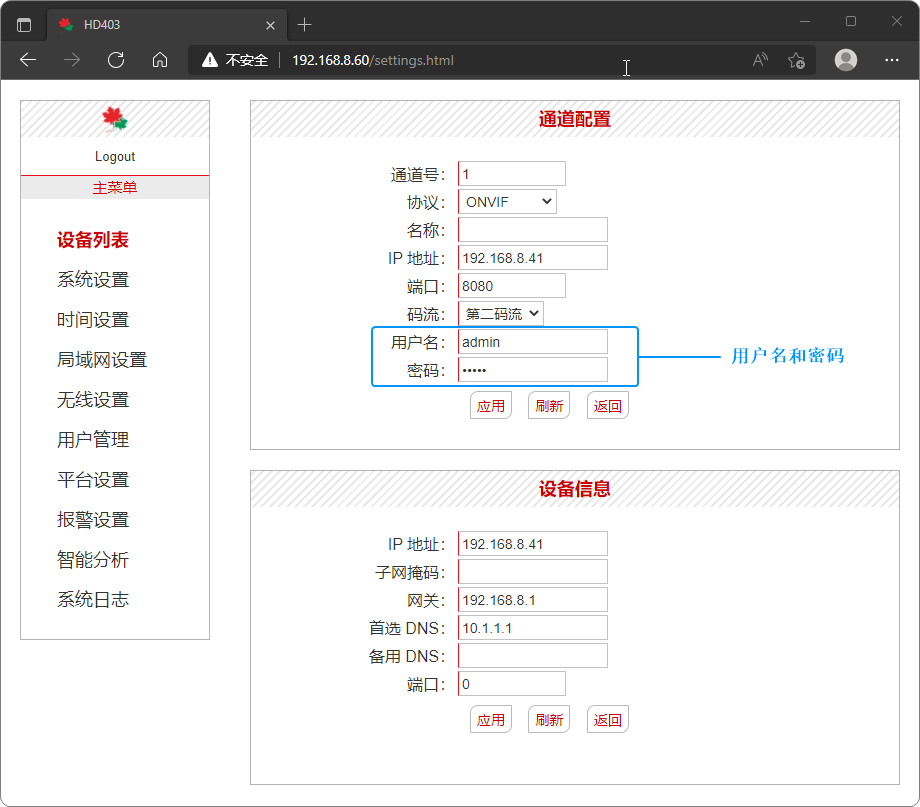 HD403
不安全 192.168.8.60/settings.html
Logout
主菜单
设备列表
系统设置
时间设置
局域网设置
无线设置
用户管理
平台设置
报警设置
智能分析
系统日志
通道配置
通道号： 1
协议： ONVIF
名称：
IP 地址： 192.168.8.41
端口： 8080
码流： 第二码流
用户名： admin
密码： •••••
用户名和密码
应用 刷新 返回
设备信息
IP 地址： 192.168.8.41
子网掩码：
网关： 192.168.8.1
首选 DNS： 10.1.1.1
备用 DNS：
端口： 0
应用 刷新 返回